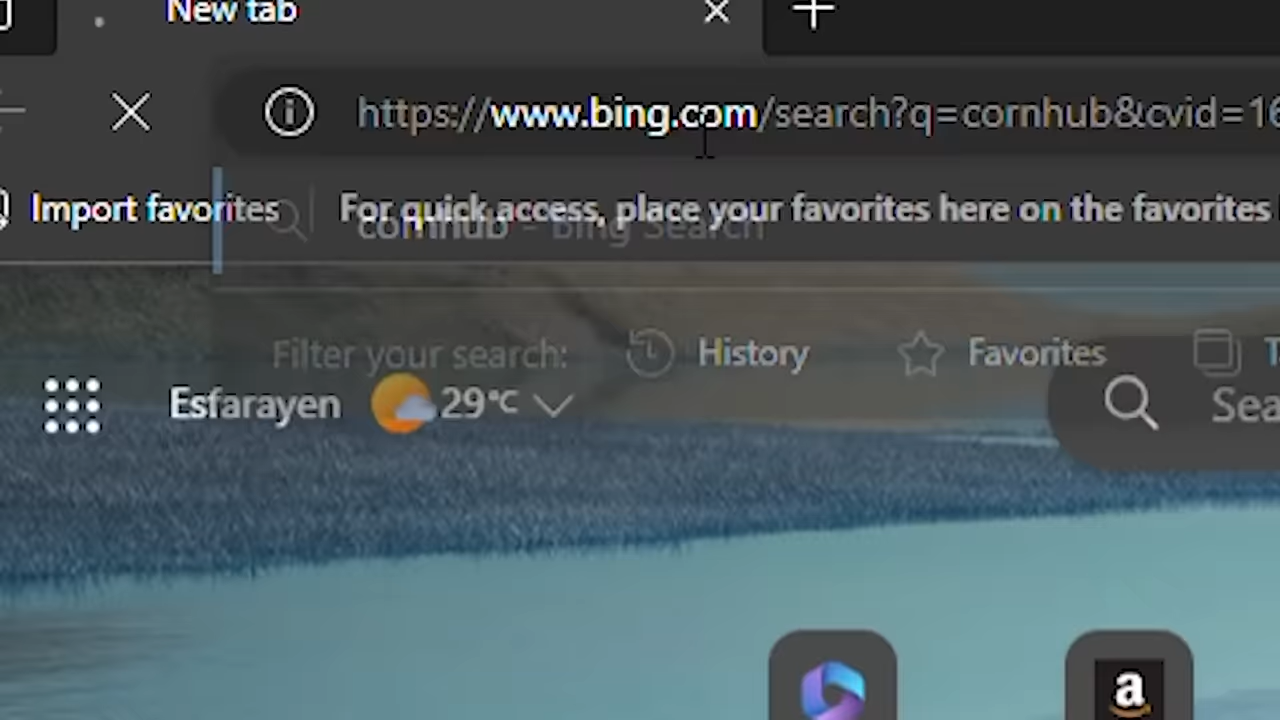 New tab
https://www.bing.com/search?q=cornhub&cvid=16
Import favorites For quick access, place your favorites here on the favorites
cornhub - Bing Search
Filter your search: History Favorites
Esfarayen 29°C